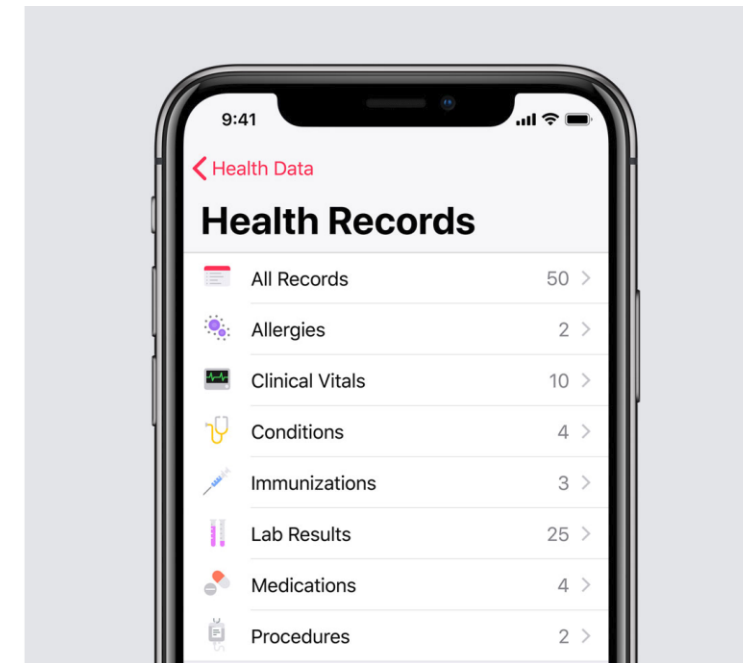 9:41
Health Data
Health Records
All Records 50
Allergies 2
Clinical Vitals 10
Conditions 4
Immunizations 3
Lab Results 25
Medications 4
Procedures 2